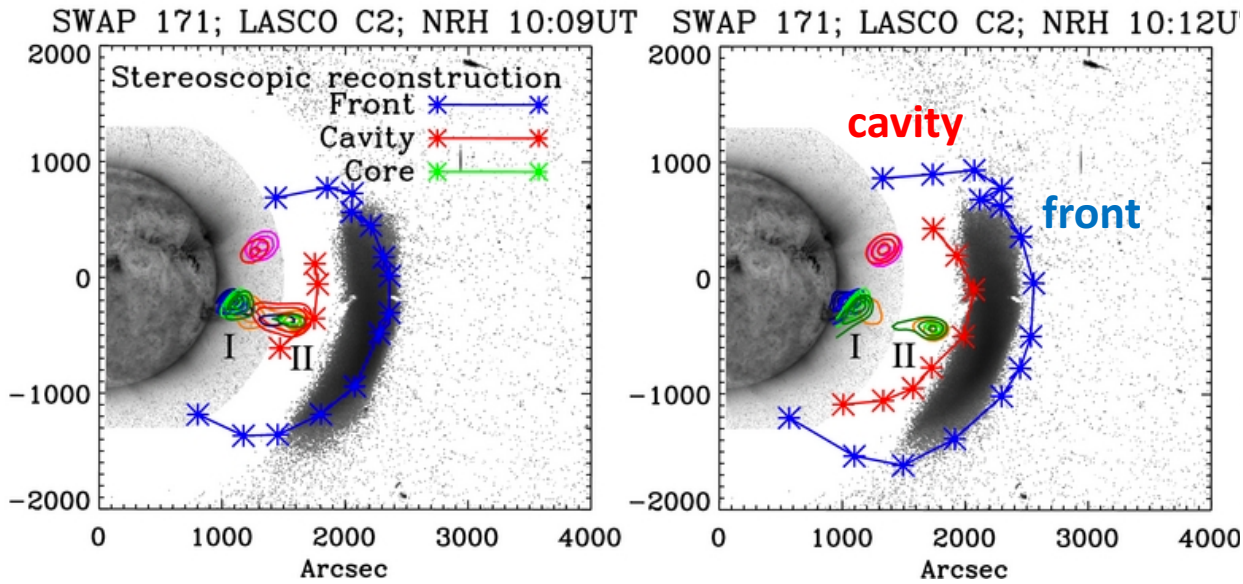 SWAP 171; LASCO C2; NRH 10:09UT
2000
1000
0
−1000
−2000
Stereoscopic reconstruction
Front
Cavity
Core
I
II
0 1000 2000 3000 4000
Arcsec
SWAP 171; LASCO C2; NRH 10:12UT
2000
1000
0
−1000
−2000
cavity
front
I
II
0 1000 2000 3000 4000
Arcsec